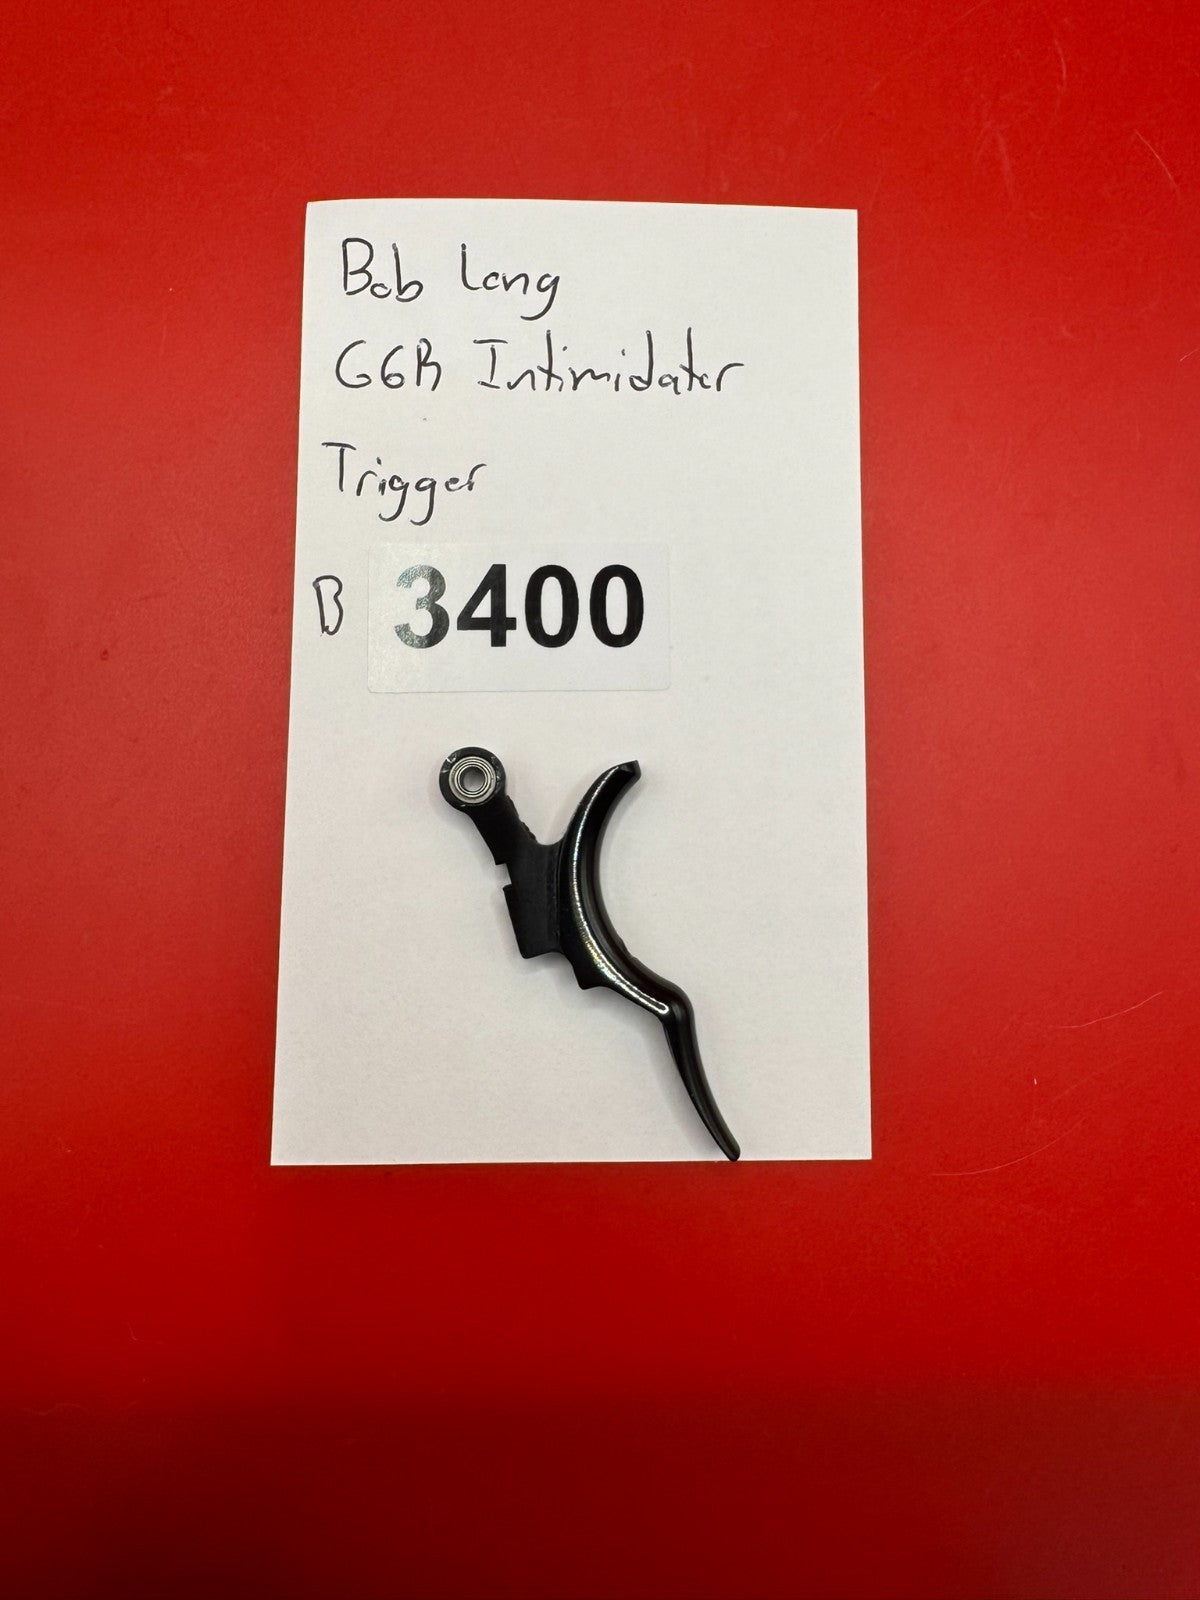 Bob Long
G6R Intimidator
Trigger
B 3400